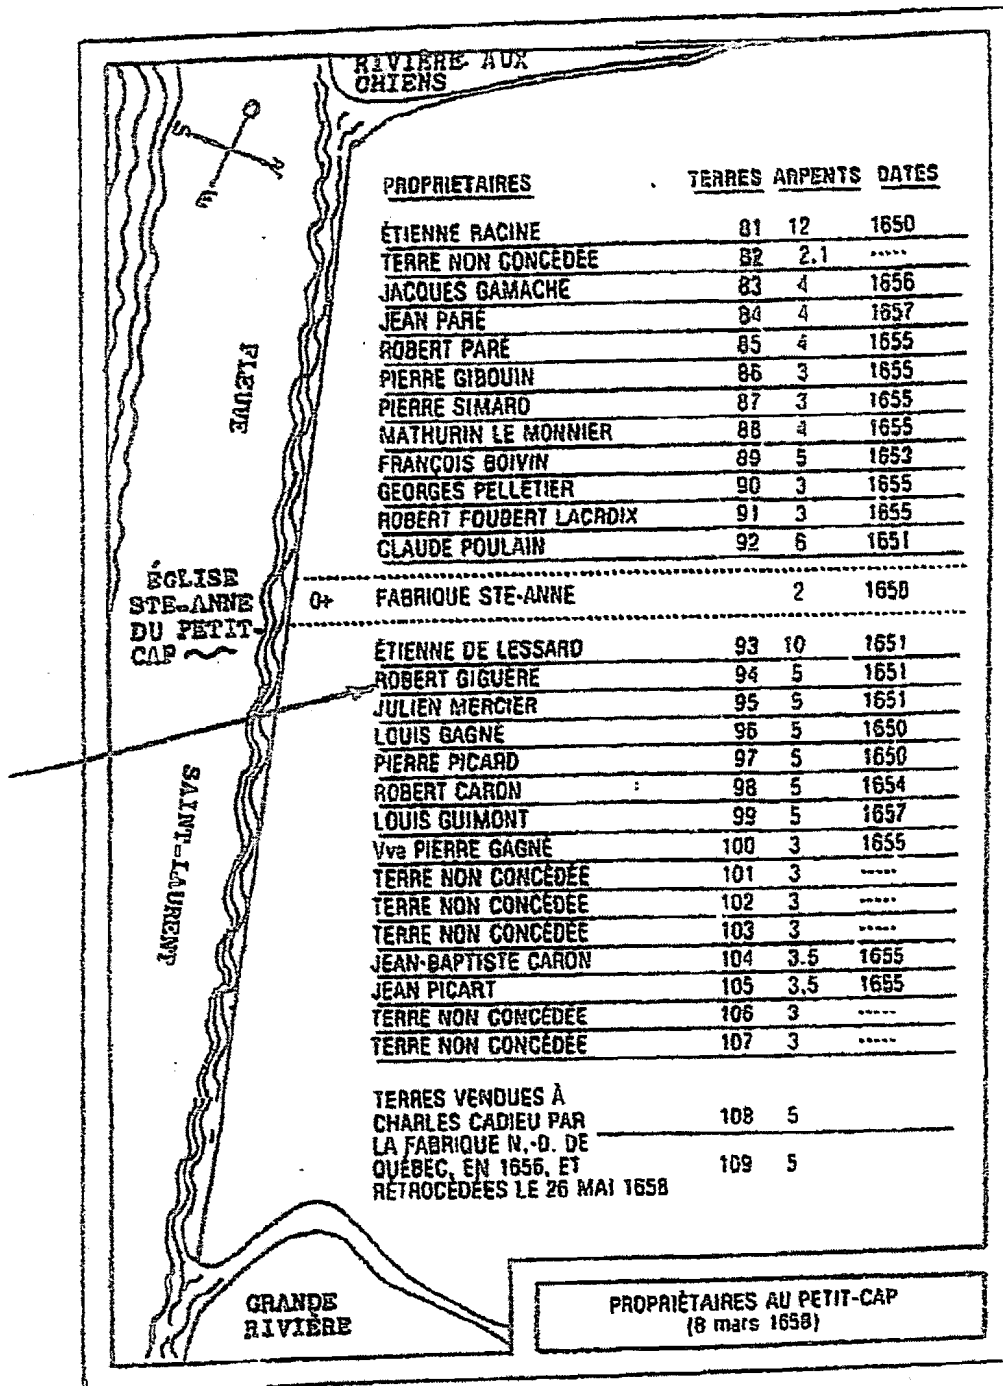 RIVIÈRE AUX
CHIENS
O
S
N
E
PROPRIETAIRES TERRES ARPENTS DATES
ÉTIENNE RACINE 81 12 1650
TERRE NON CONCÉDÉE 82 2.1 -----
JACQUES GAMACHE 83 4 1656
JEAN PARÉ 84 4 1657
ROBERT PARÉ 85 4 1655
PIERRE GIBOUIN 86 3 1655
PIERRE SIMARD 87 3 1655
MATHURIN LE MONNIER 88 4 1655
FRANÇOIS BOIVIN 89 5 1653
GEORGES PELLETIER 90 3 1655
ROBERT FOUBERT LACROIX 91 3 1655
CLAUDE POULAIN 92 6 1651
FLEUVE
ÉGLISE
STE-ANNE
DU PETIT-
CAP
0+ FABRIQUE STE-ANNE 2 1658
ÉTIENNE DE LESSARD 93 10 1651
ROBERT GIGUÈRE 94 5 1651
JULIEN MERCIER 95 5 1651
LOUIS GAGNÉ 96 5 1650
PIERRE PICARD 97 5 1650
ROBERT CARON 98 5 1654
LOUIS GUIMONT 99 5 1657
Vve PIERRE GAGNÉ 100 3 1655
TERRE NON CONCÉDÉE 101 3 -----
TERRE NON CONCÉDÉE 102 3 -----
TERRE NON CONCÉDÉE 103 3 -----
JEAN-BAPTISTE CARON 104 3.5 1655
JEAN PICART 105 3.5 1655
TERRE NON CONCÉDÉE 106 3 -----
TERRE NON CONCÉDÉE 107 3 -----
SAINT-LAURENT
TERRES VENDUES À
CHARLES CADIEU PAR 108 5
LA FABRIQUE N.-D. DE
QUÉBEC, EN 1656, ET 109 5
RÉTROCÉDÉES LE 26 MAI 1658
GRANDE
RIVIÈRE
PROPRIÉTAIRES AU PETIT-CAP
(8 mars 1658)